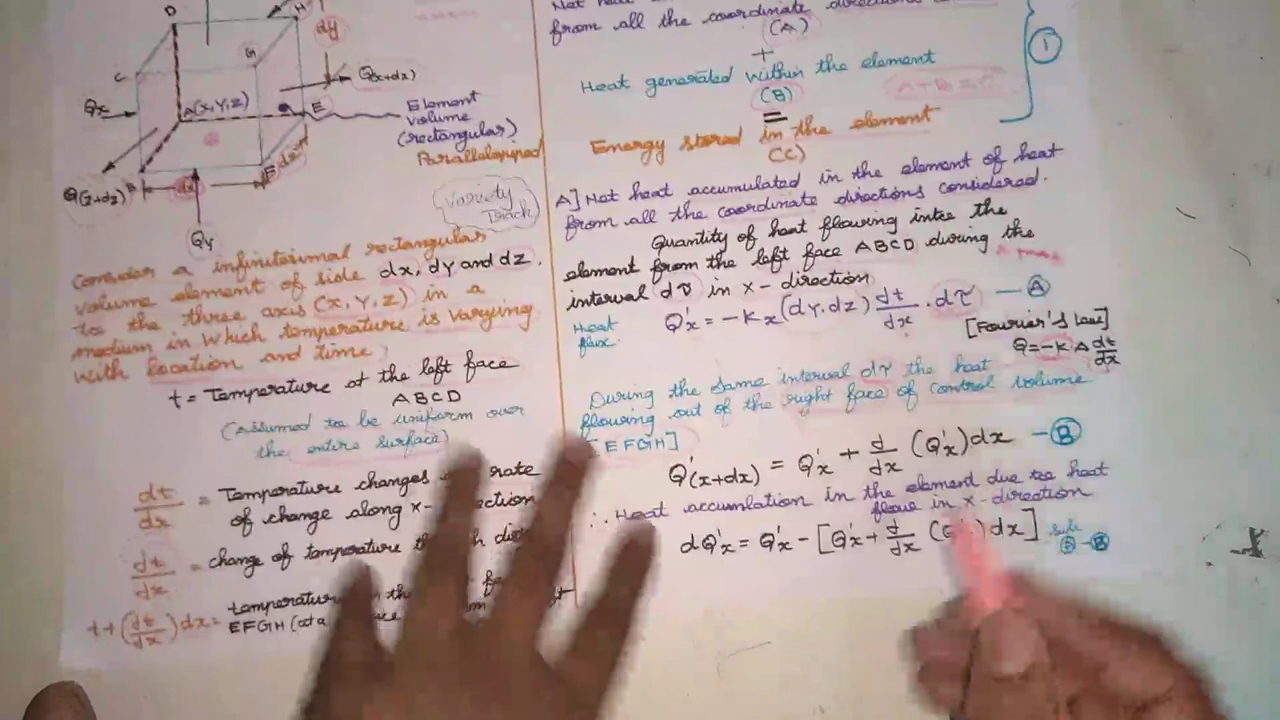 D
H
dy
G
C
Q(x+dx)
Qx
A(X,Y,Z)
E
Element
volume
(rectangular)
Parallelopiped
dz
Q(z+dz)
B
dx
F
Qy
Variety
Track
Consider a infinitesimal rectangular
volume element of side dx, dy and dz.
to the three axis (X, Y, Z) in a
medium in which temperature is varying
with location and time.
t = Temperature at the left face
ABCD
(Assumed to be uniform over
the entire surface)
dt/dx = Temperature changes rate
of change along x-
dt/dx = change of temperature
t+(dt/dx)dx = temperature
EFGH
from all the coordinate directions
(A)
+
Heat generated within the element
(B)
A+B=C
=
Energy stored in the element
(C)
1
A] Net heat accumulated in the element of heat
from all the coordinate directions considered.
Quantity of heat flowing intee the
element from the left face ABCD during the
interval dτ in x-direction
Heat
flux.
Q'x = -Kx(dy.dz) dt/dx . dτ — A
[Fourier's Law]
Q=-KA dt/dx
During the same interval dτ the heat
flowing out of the right face of control volume
[EFGH]
Q'(x+dx) = Q'x + d/dx (Q'x)dx — B
∴ Heat accumlation in the element due to heat
flow in x-direction
dQ'x = Q'x - [Q'x + d/dx ( ) dx]
A - B